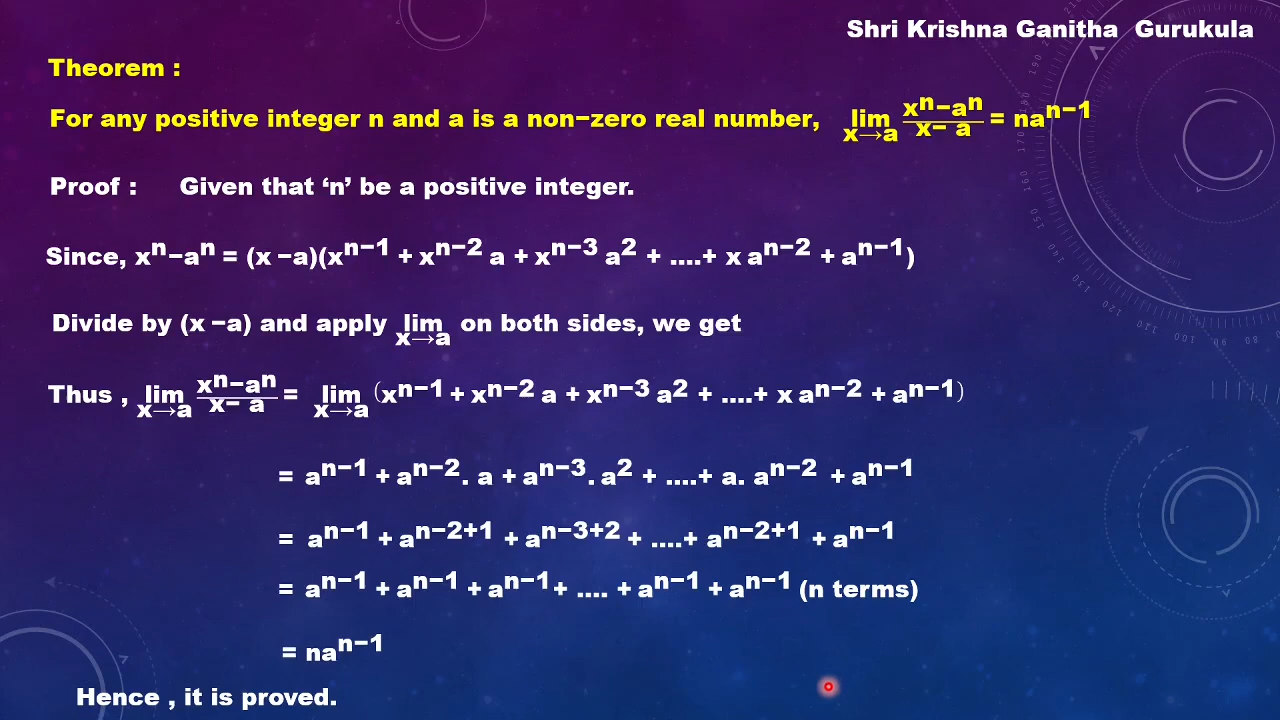 Shri Krishna Ganitha Gurukula
Theorem :
For any positive integer n and a is a non−zero real number, lim x→a (xⁿ−aⁿ)/(x− a) = naⁿ⁻¹
Proof : Given that ‘n’ be a positive integer.
Since, xⁿ−aⁿ = (x −a)(xⁿ⁻¹ + xⁿ⁻² a + xⁿ⁻³ a² + ....+ x aⁿ⁻² + aⁿ⁻¹)
Divide by (x −a) and apply lim x→a on both sides, we get
Thus , lim x→a (xⁿ−aⁿ)/(x− a) = lim x→a (xⁿ⁻¹ + xⁿ⁻² a + xⁿ⁻³ a² + ....+ x aⁿ⁻² + aⁿ⁻¹)
= aⁿ⁻¹ + aⁿ⁻². a + aⁿ⁻³. a² + ....+ a. aⁿ⁻² + aⁿ⁻¹
= aⁿ⁻¹ + aⁿ⁻²⁺¹ + aⁿ⁻³⁺² + ....+ aⁿ⁻²⁺¹ + aⁿ⁻¹
= aⁿ⁻¹ + aⁿ⁻¹ + aⁿ⁻¹+ .... + aⁿ⁻¹ + aⁿ⁻¹ (n terms)
= naⁿ⁻¹
Hence , it is proved.